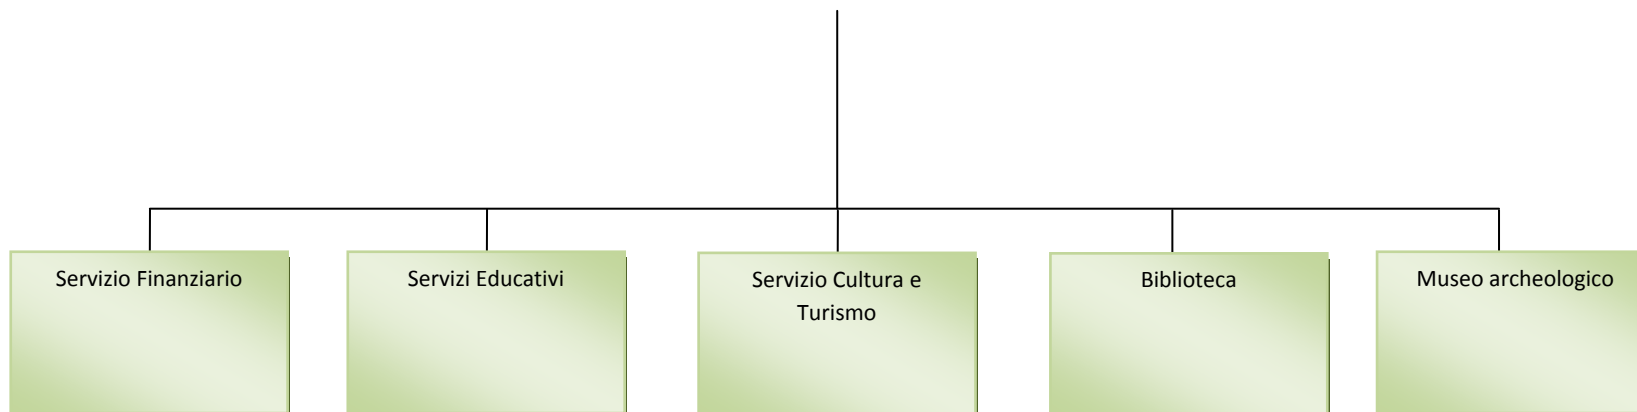 Servizio Finanziario
Servizi Educativi
Servizio Cultura e
Turismo
Biblioteca
Museo archeologico